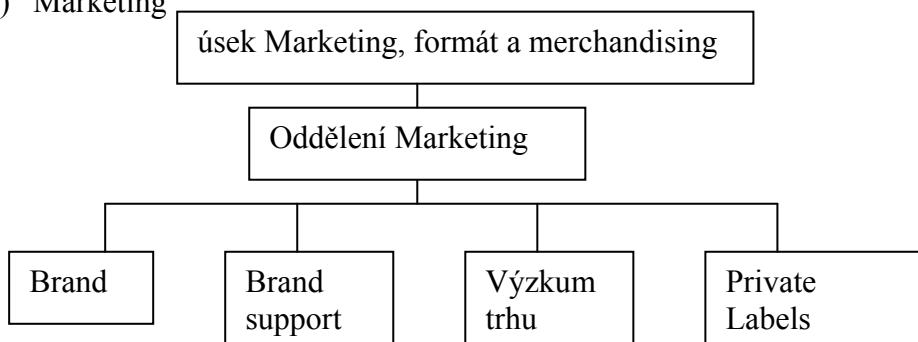 ) Marketing
úsek Marketing, formát a merchandising
Oddělení Marketing
Brand
Brand
support
Výzkum
trhu
Private
Labels